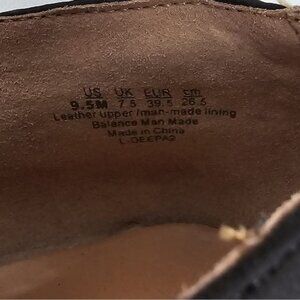 US UK EUR cm
9.5M 7.5 39.5 26.5
Leather upper/man-made lining
Balance Man Made
Made in China